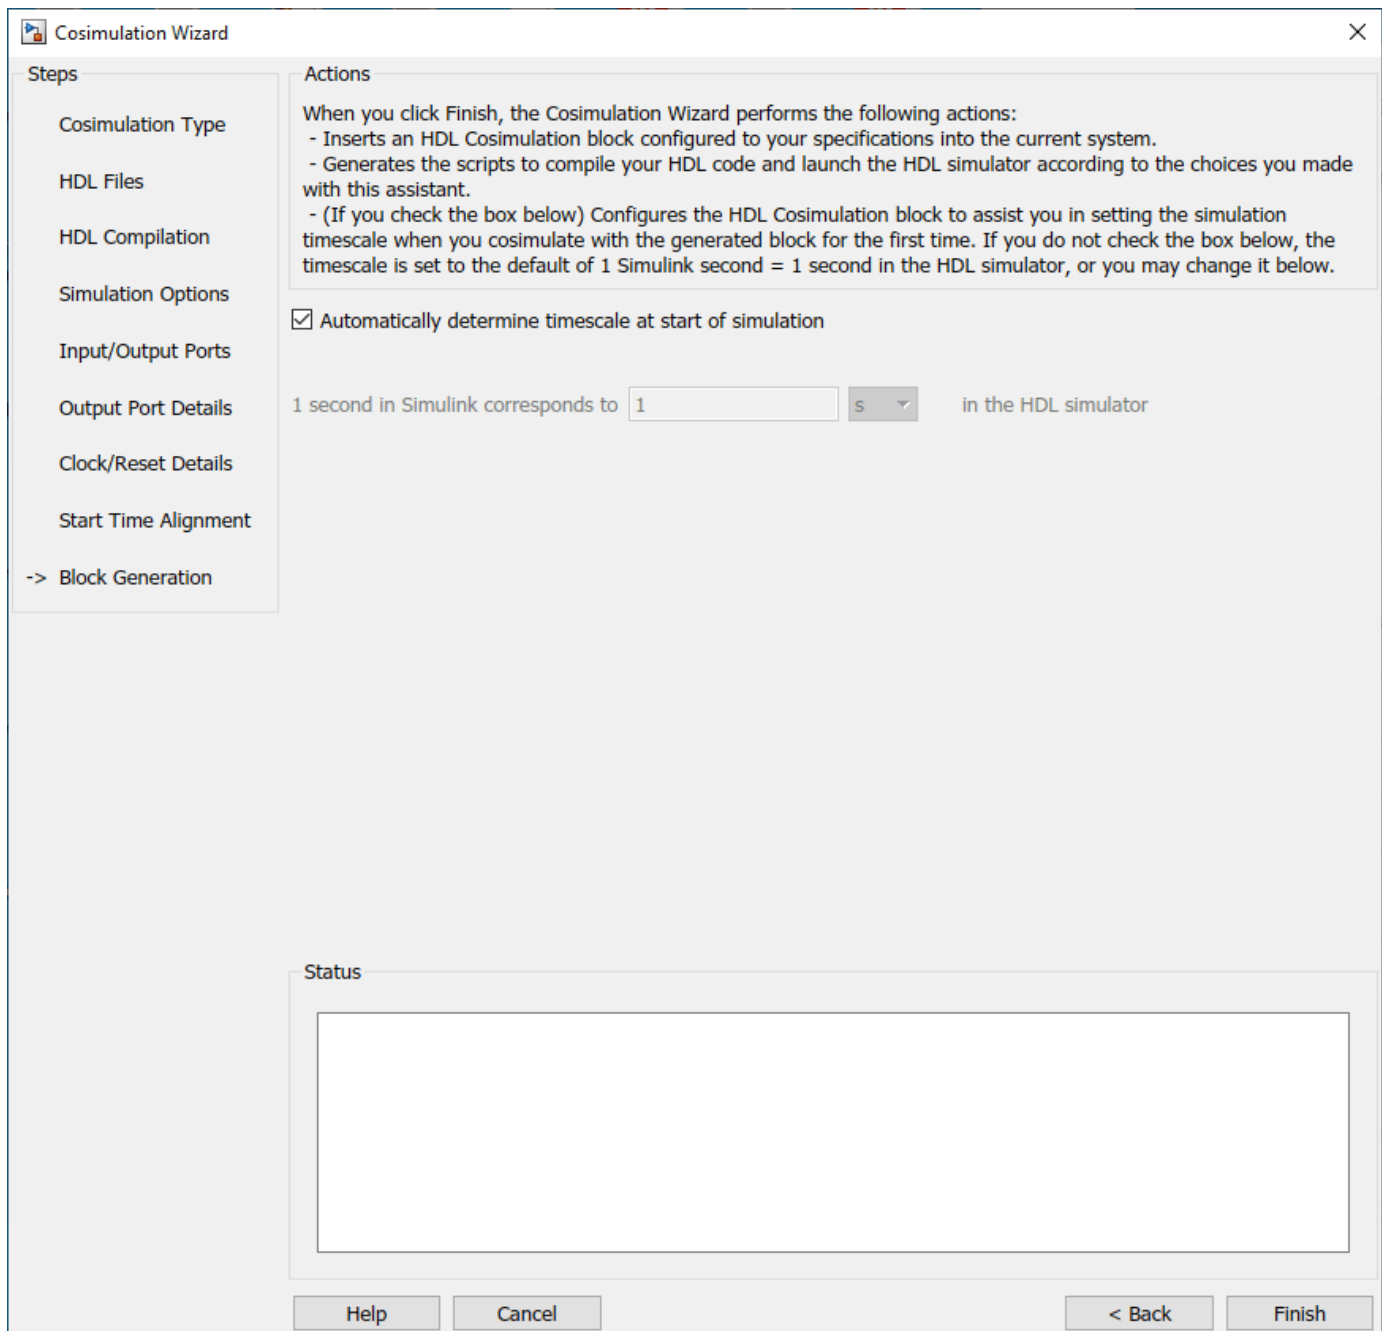 Cosimulation Wizard
Steps
Cosimulation Type
HDL Files
HDL Compilation
Simulation Options
Input/Output Ports
Output Port Details
Clock/Reset Details
Start Time Alignment
-> Block Generation
Actions
When you click Finish, the Cosimulation Wizard performs the following actions:
- Inserts an HDL Cosimulation block configured to your specifications into the current system.
- Generates the scripts to compile your HDL code and launch the HDL simulator according to the choices you made
with this assistant.
- (If you check the box below) Configures the HDL Cosimulation block to assist you in setting the simulation
timescale when you cosimulate with the generated block for the first time. If you do not check the box below, the
timescale is set to the default of 1 Simulink second = 1 second in the HDL simulator, or you may change it below.
Automatically determine timescale at start of simulation
1 second in Simulink corresponds to 1 s in the HDL simulator
Status
Help Cancel < Back Finish